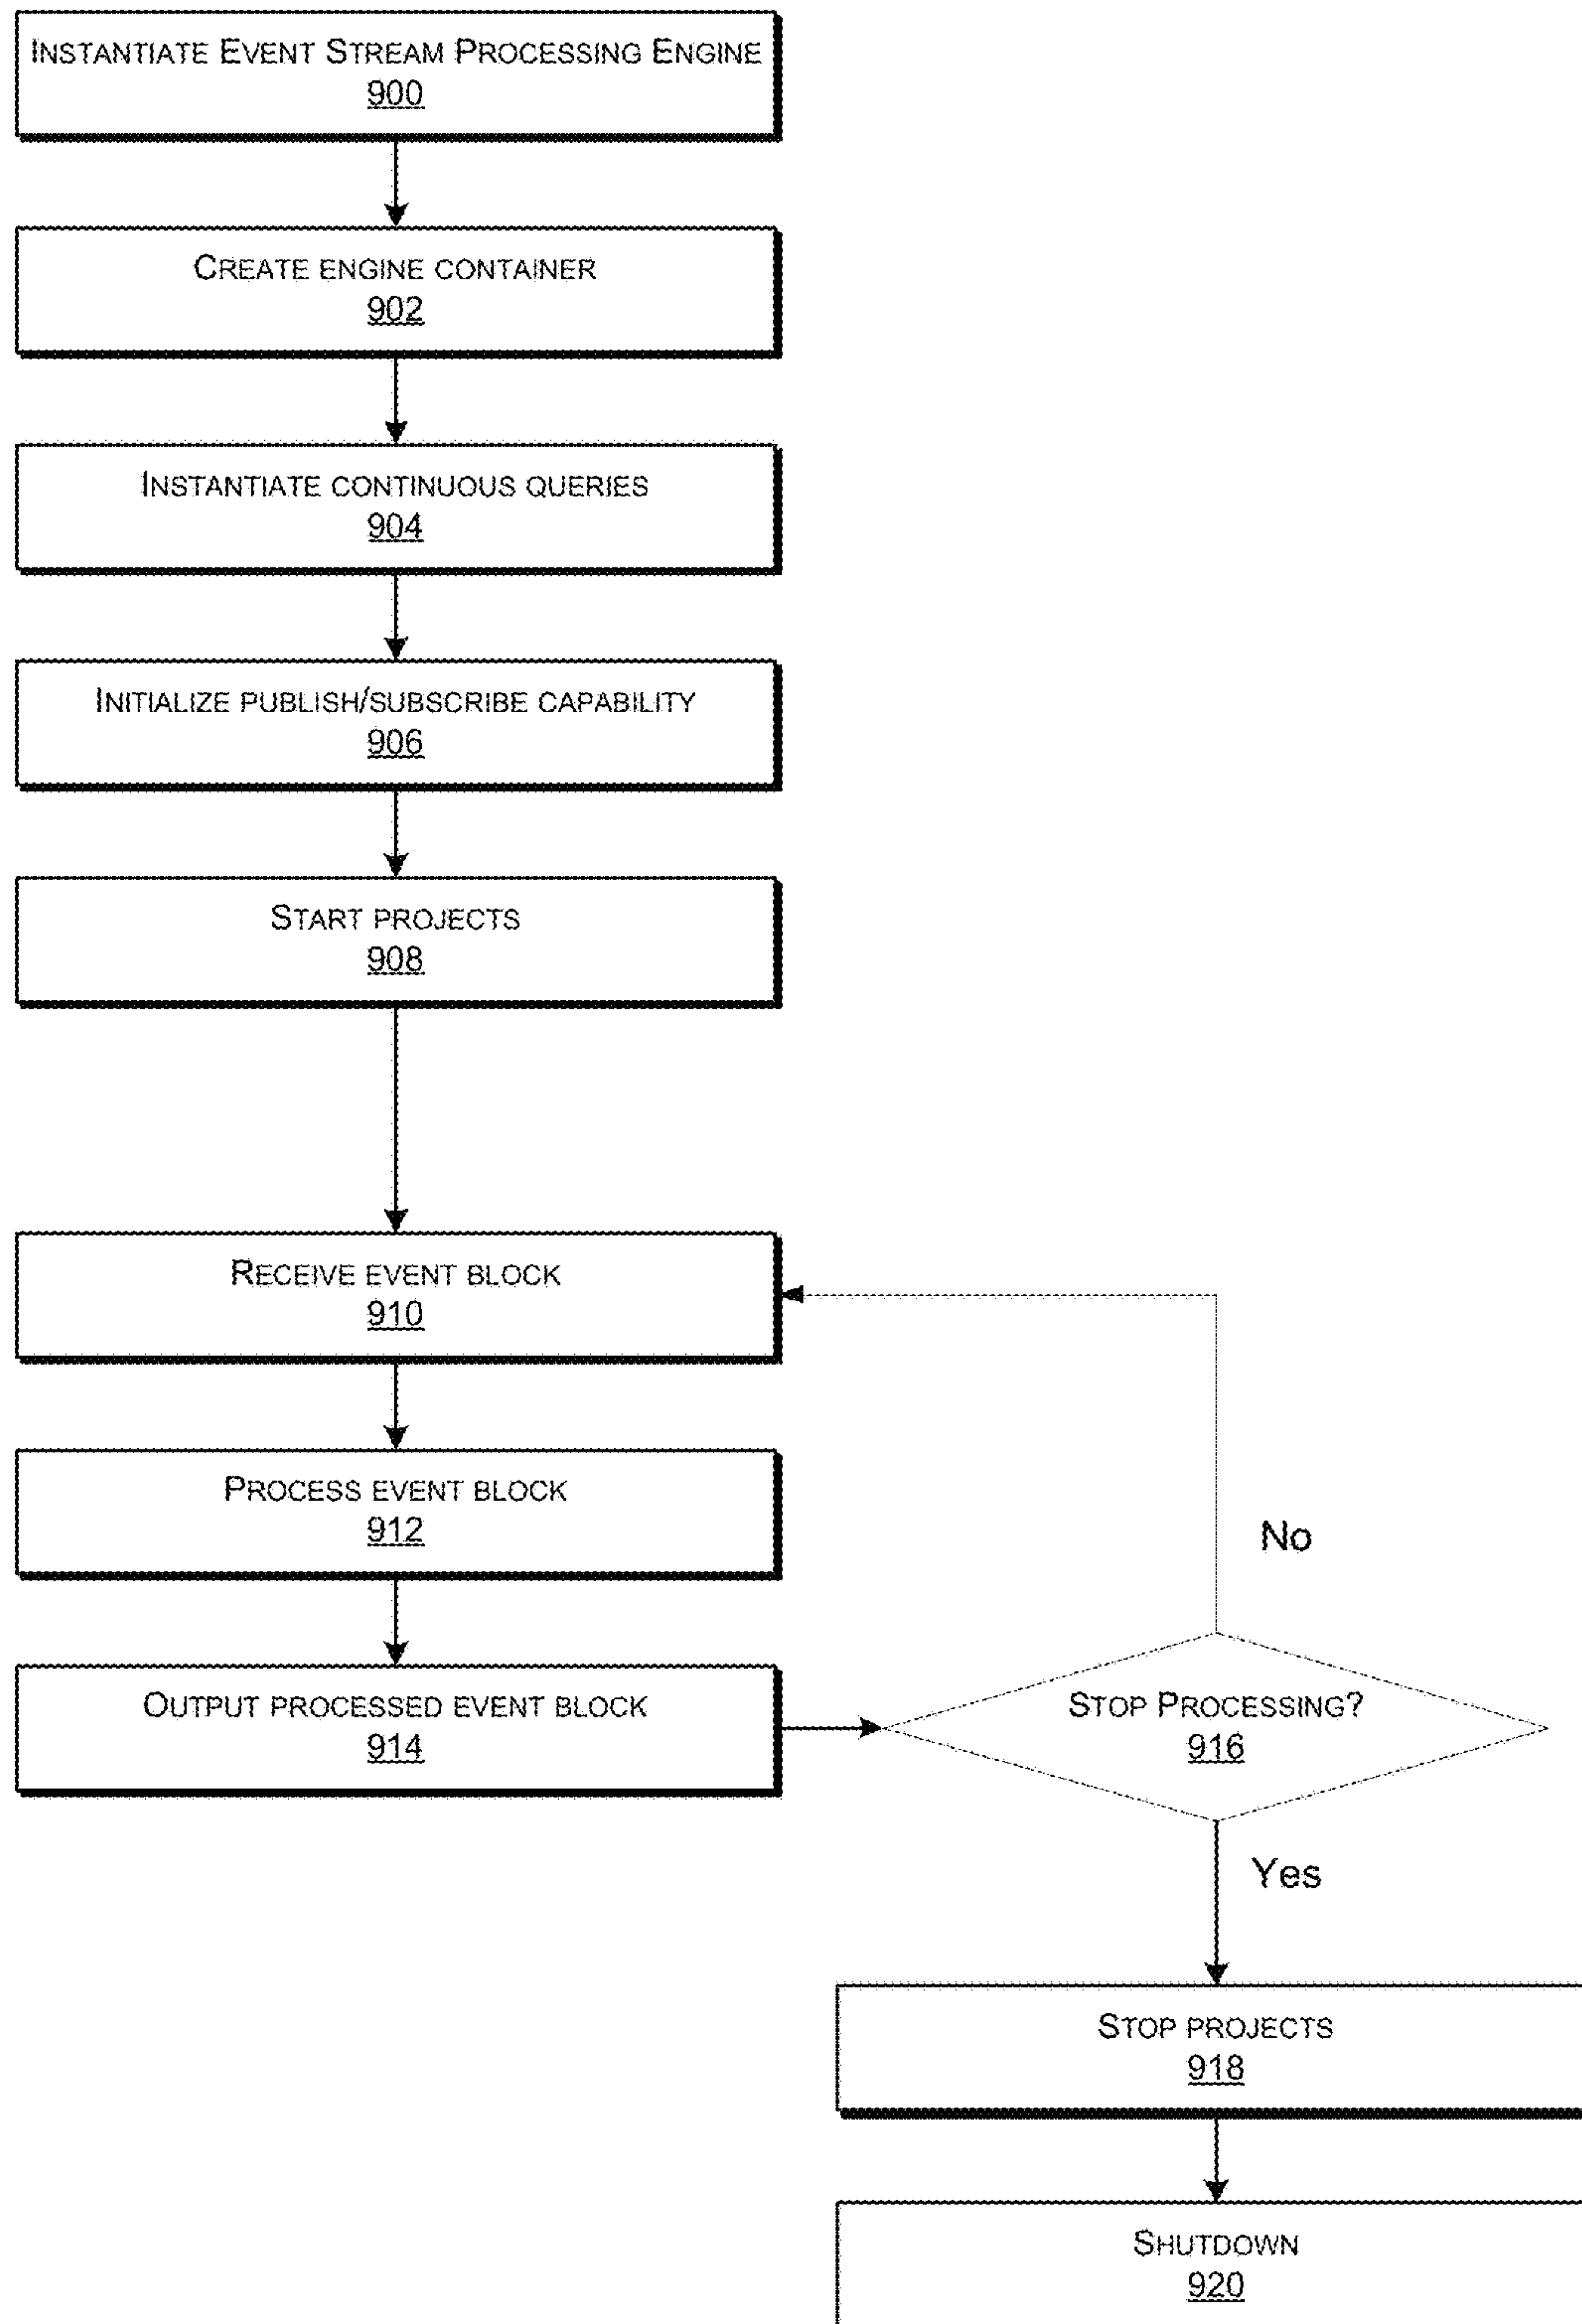 INSTANTIATE EVENT STREAM PROCESSING ENGINE
900
CREATE ENGINE CONTAINER
902
INSTANTIATE CONTINUOUS QUERIES
904
INITIALIZE PUBLISH/SUBSCRIBE CAPABILITY
906
START PROJECTS
908
RECEIVE EVENT BLOCK
910
PROCESS EVENT BLOCK
912
No
OUTPUT PROCESSED EVENT BLOCK
914
STOP PROCESSING?
916
Yes
STOP PROJECTS
918
SHUTDOWN
920